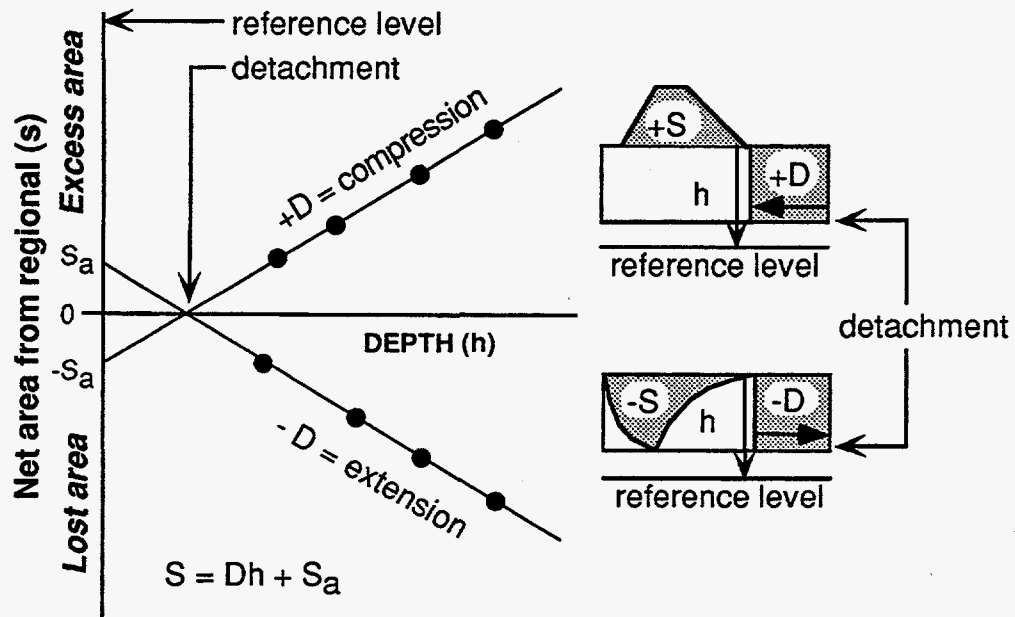 reference level
detachment
Net area from regional (s)
Excess area
Lost area
Sa
0
-Sa
+D = compression
DEPTH (h)
- D = extension
S = Dh + Sa
+S
h
+D
reference level
detachment
-S
h
-D
reference level